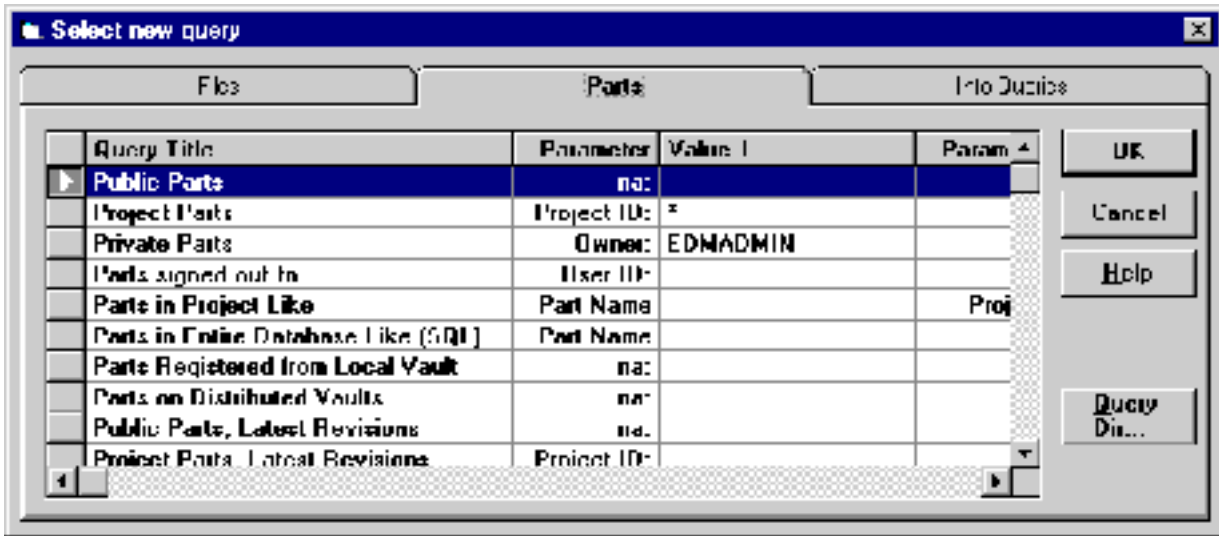 Select new query
Files Parts Info Queries
Query Title Parameter Value 1 Param
Public Parts na:
Project Parts Project ID: *
Private Parts Owner: EDMADMIN
Parts signed out to User ID:
Parts in Project Like Part Name Proj
Parts in Entire Database Like (SQL) Part Name
Parts Registered from Local Vault na:
Parts on Distributed Vaults na:
Public Parts, Latest Revisions na:
Project Parts, Latest Revisions Project ID:
OK
Cancel
Help
Query
Dir...